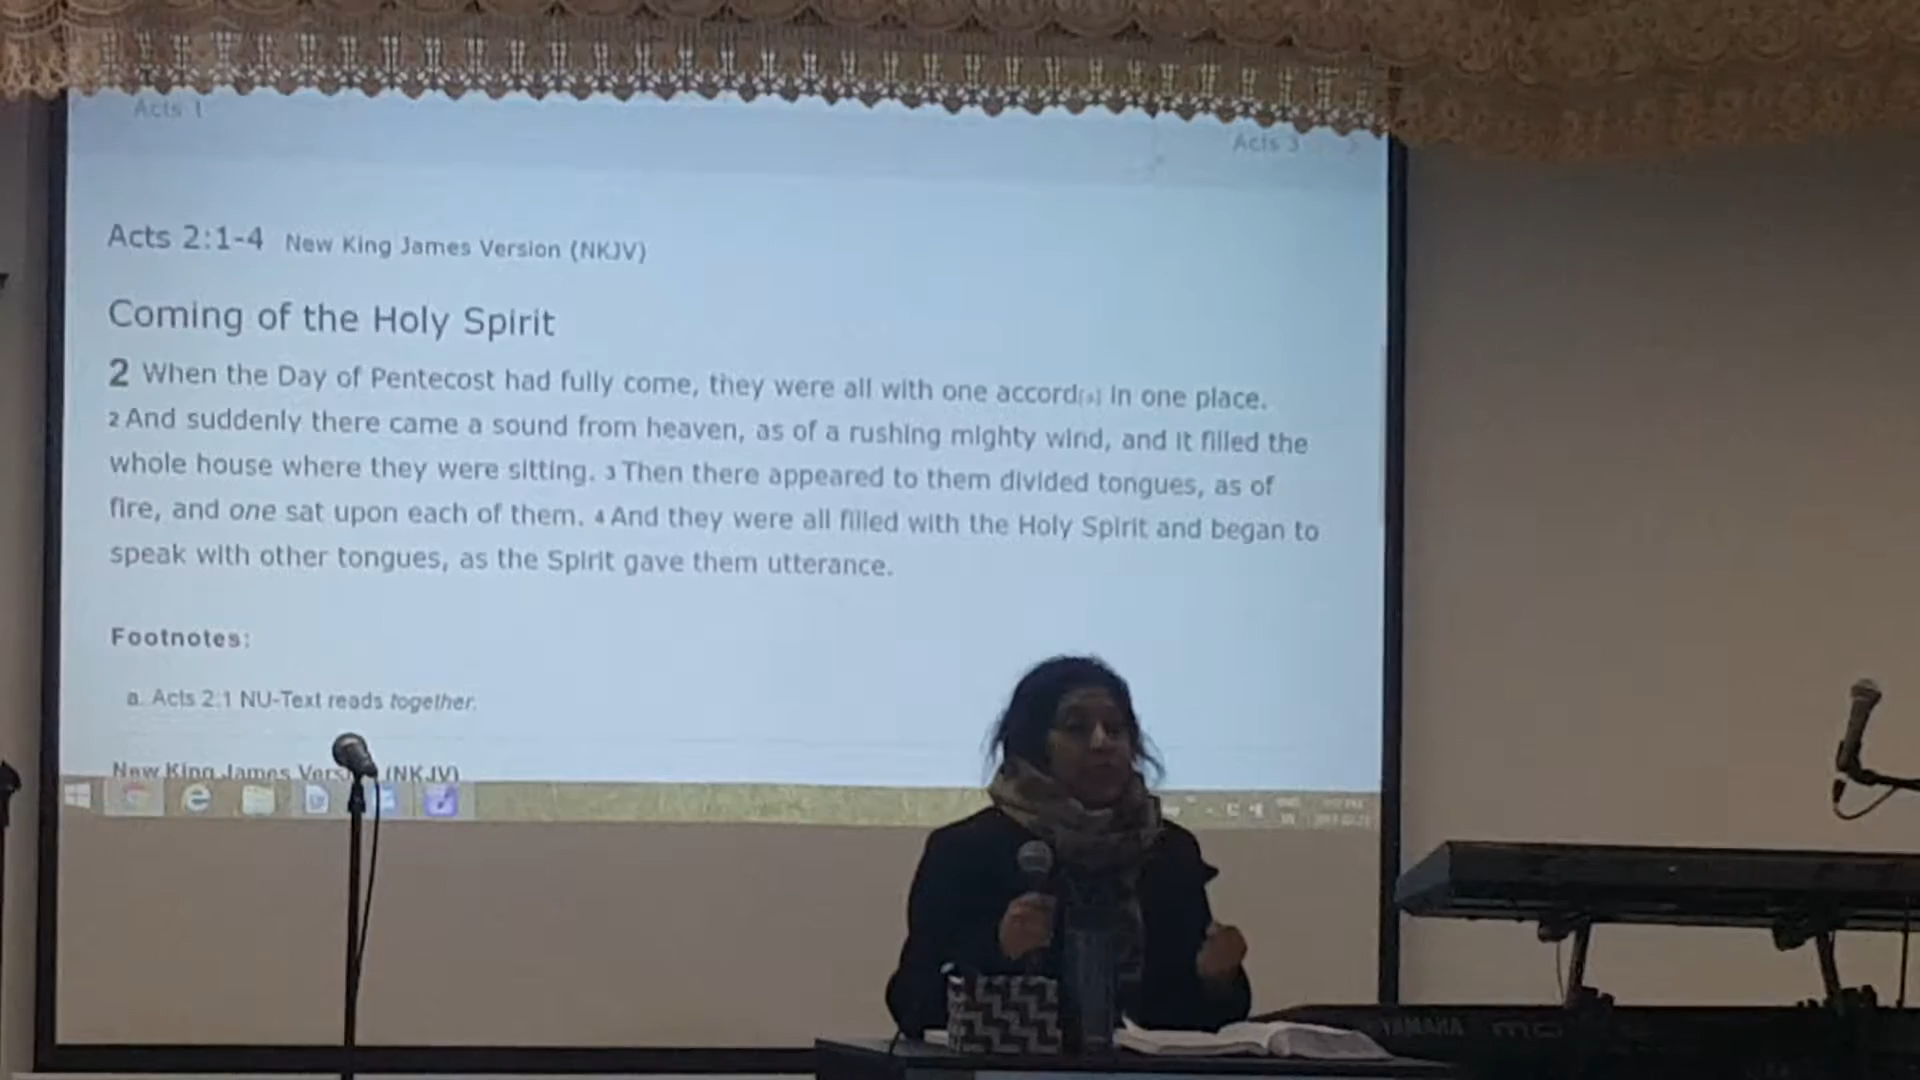 Acts 1
Acts 3
Acts 2:1-4 New King James Version (NKJV)
Coming of the Holy Spirit
2 When the Day of Pentecost had fully come, they were all with one accord[a] in one place.
2 And suddenly there came a sound from heaven, as of a rushing mighty wind, and it filled the
whole house where they were sitting. 3 Then there appeared to them divided tongues, as of
fire, and one sat upon each of them. 4 And they were all filled with the Holy Spirit and began to
speak with other tongues, as the Spirit gave them utterance.
Footnotes:
a. Acts 2:1 NU-Text reads together.
New King James Version (NKJV)
YAMAHA